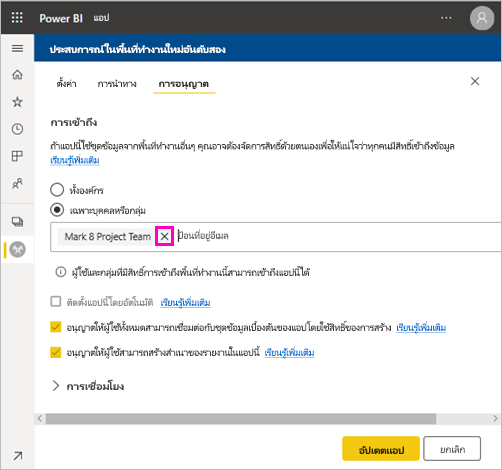 Power BI แอป
ประสบการณ์ในพื้นที่ทำงานใหม่อันดับสอง
ตั้งค่า การนำทาง การอนุญาต
การเข้าถึง
ถ้าแอปนี้ใช้ชุดข้อมูลจากพื้นที่ทำงานอื่นๆ คุณอาจต้องจัดการสิทธิ์ด้วยตนเองเพื่อให้แน่ใจว่าทุกคนมีสิทธิ์เข้าถึงข้อมูล
เรียนรู้เพิ่มเติม
ทั้งองค์กร
เฉพาะบุคคลหรือกลุ่ม
Mark 8 Project Team ป้อนที่อยู่อีเมล
ผู้ใช้และกลุ่มที่มีสิทธิ์การเข้าถึงพื้นที่ทำงานนี้สามารถเข้าถึงแอปนี้ได้
ติดตั้งแอปนี้โดยอัตโนมัติ เรียนรู้เพิ่มเติม
อนุญาตให้ผู้ใช้ทั้งหมดสามารถเชื่อมต่อกับชุดข้อมูลเบื้องต้นของแอปโดยใช้สิทธิ์ของการสร้าง เรียนรู้เพิ่มเติม
อนุญาตให้ผู้ใช้สามารถสร้างสำเนาของรายงานในแอปนี้ เรียนรู้เพิ่มเติม
การเชื่อมโยง
อัปเดตแอป ยกเลิก